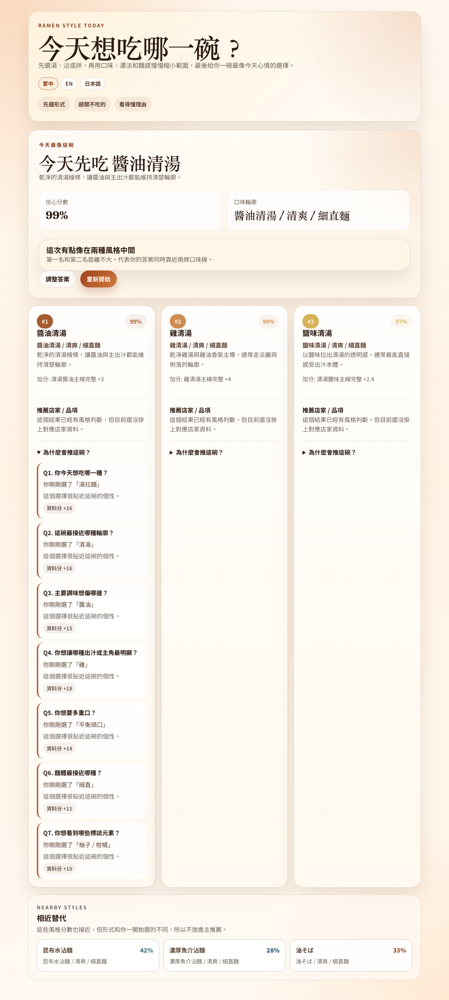 RAMEN STYLE TODAY
今天想吃哪一碗？
先選湯、沾或拌，再用口味、濃淡和麵感慢慢縮小範圍，最後給你一碗最像今天心情的選擇。
繁中 EN 日本語
先選形式 避開不吃的 看得懂理由
今天最像這碗
今天先吃 醬油清湯
乾淨的清湯線條，讓醬油與主出汁都能維持清楚輪廓。
信心分數
99%
口味輪廓
醬油清湯 / 清爽 / 細直麵
這次有點像在兩種風格中間
第一名和第二名距離不大，代表你的答案同時靠近兩條口味線。
調整答案 重新開始
#1 99%
醬油清湯
醬油清湯 / 清爽 / 細直麵
乾淨的清湯線條，讓醬油與主出汁都能維
持清楚輪廓。
加分: 清湯醬油主線完整 +3
推薦店家 / 品項
這個結果已經有風格判斷，但目前還沒掛
上對應店家資料。
▼ 為什麼會推這碗？
Q1. 你今天想吃哪一種？
你剛剛選了「湯拉麵」
這個選擇很貼近這碗的個性。
資料分 +16
Q2. 這碗最接近哪種輪廓？
你剛剛選了「清湯」
這個選擇很貼近這碗的個性。
資料分 +16
Q3. 主要調味想偏哪邊？
你剛剛選了「醬油」
這個選擇很貼近這碗的個性。
資料分 +15
Q4. 你想讓哪種出汁或主角最明顯？
你剛剛選了「雞」
這個選擇很貼近這碗的個性。
資料分 +18
Q5. 你想要多重口？
你剛剛選了「平衡順口」
這個選擇很貼近這碗的個性。
資料分 +14
Q6. 麵體最接近哪種？
你剛剛選了「細直」
這個選擇很貼近這碗的個性。
資料分 +11
Q7. 你想看到哪些標誌元素？
你剛剛選了「柚子 / 柑橘」
這個選擇很貼近這碗的個性。
資料分 +10
#2 99%
雞清湯
雞清湯 / 清爽 / 細直麵
乾淨雞湯與雞油香氣主導，通常走淡麗與
俐落的輪廓。
加分: 雞清湯主線完整 +4
推薦店家 / 品項
這個結果已經有風格判斷，但目前還沒掛
上對應店家資料。
▶ 為什麼會推這碗？
#3 97%
鹽味清湯
鹽味清湯 / 清爽 / 細直麵
以鹽味拉出清湯的透明感，通常最能直接
感受出汁本體。
加分: 清湯鹽味主線完整 +2.4
推薦店家 / 品項
這個結果已經有風格判斷，但目前還沒掛
上對應店家資料。
▶ 為什麼會推這碗？
NEARBY STYLES
相近替代
這些風格分數也接近，但形式和你一開始選的不同，所以不放進主推薦。
昆布水沾麵 42%
昆布水沾麵 / 清爽 / 細直麵
濃厚魚介沾麵 28%
濃厚魚介沾麵 / 清爽 / 細直麵
油そば 33%
油そば / 清爽 / 細直麵